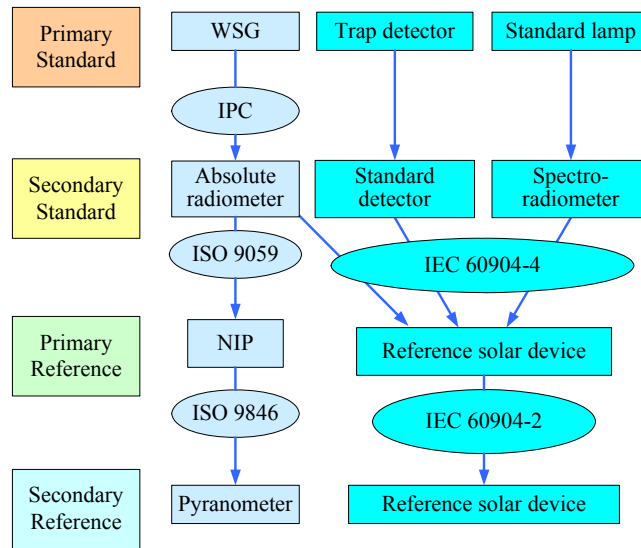 Primary
Standard
WSG
Trap detector
Standard lamp
IPC
Secondary
Standard
Absolute
radiometer
Standard
detector
Spectro-
radiometer
ISO 9059
IEC 60904-4
Primary
Reference
NIP
Reference solar device
ISO 9846
IEC 60904-2
Secondary
Reference
Pyranometer
Reference solar device